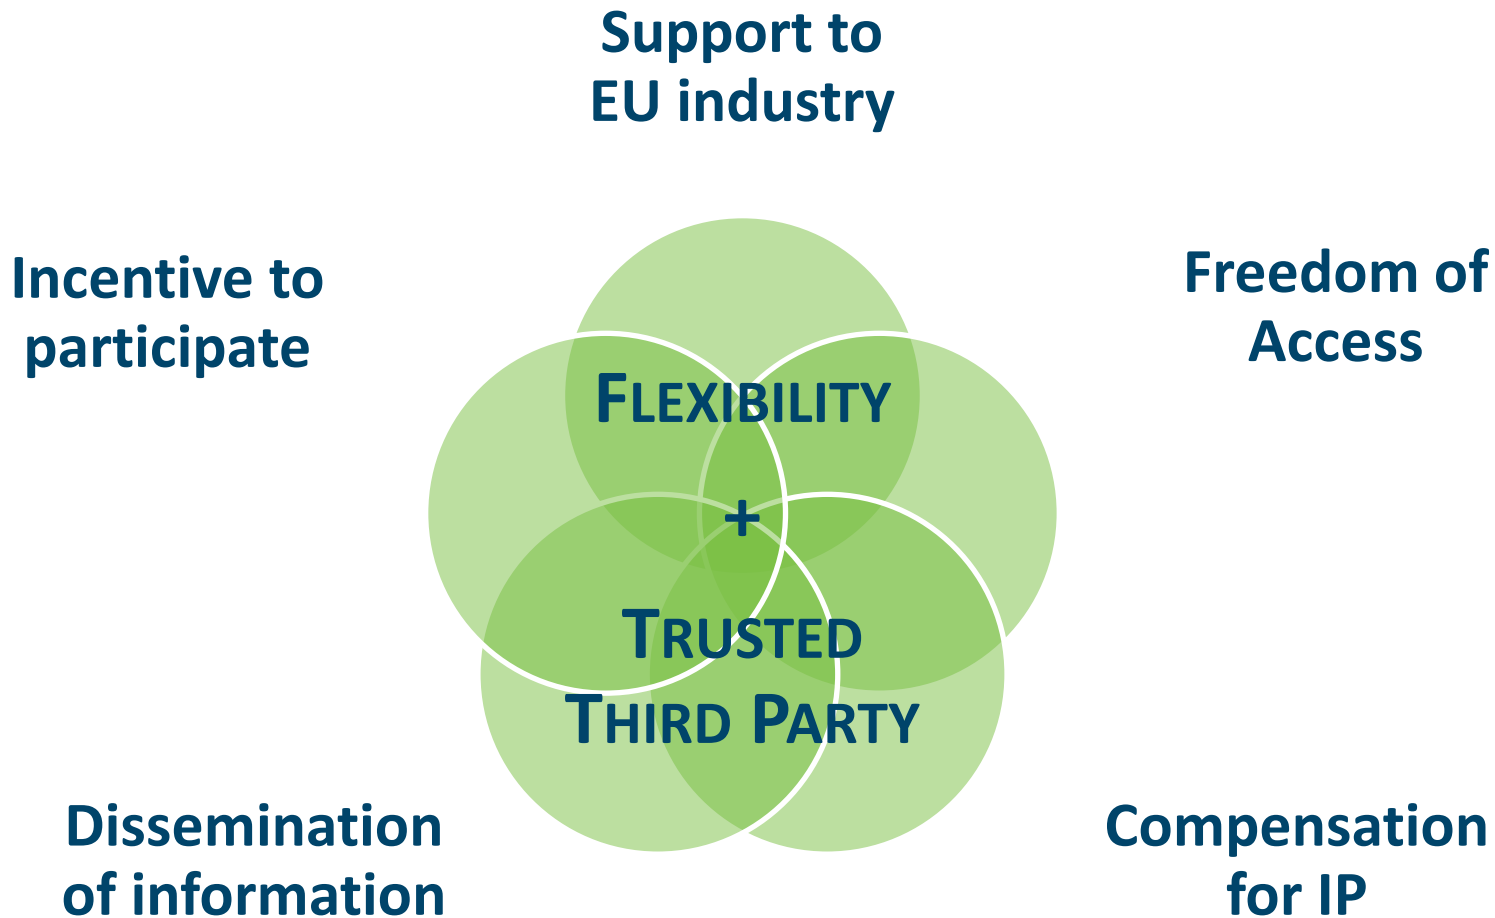 Support to
EU industry
Incentive to
participate
Freedom of
Access
FLEXIBILITY
+
TRUSTED
THIRD PARTY
Dissemination
of information
Compensation
for IP